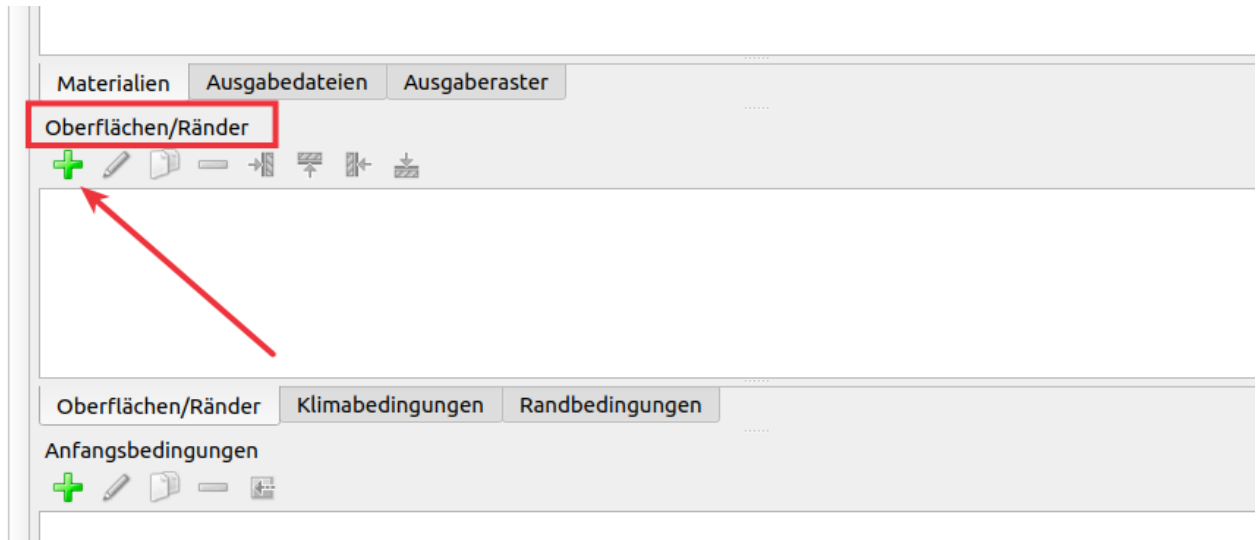 Materialien Ausgabedateien Ausgaberaster
Oberflächen/Ränder
Oberflächen/Ränder Klimabedingungen Randbedingungen
Anfangsbedingungen